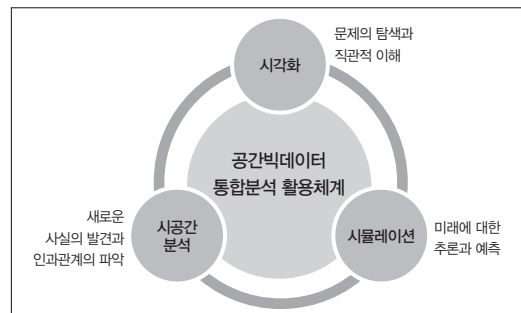 시각화
문제의 탐색과
직관적 이해
공간빅데이터
통합분석 활용체계
새로운
사실의 발견과
인과관계의 파악
시공간
분석
시뮬레이션
미래에 대한
추론과 예측